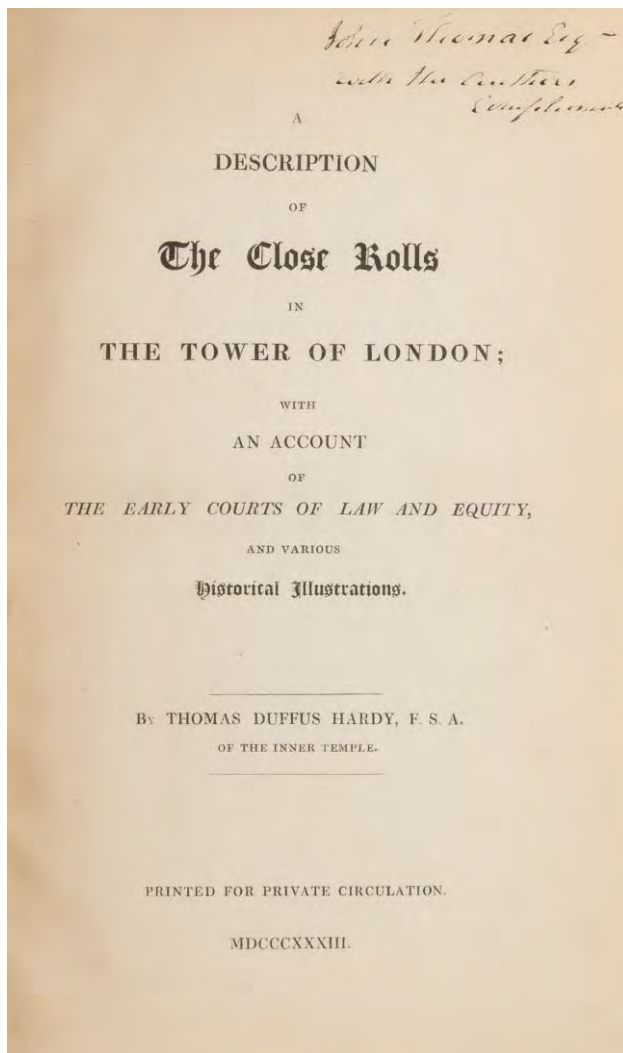 John Thomas Esq -
with the Authors
Compliments
A
DESCRIPTION
OF
The Close Rolls
IN
THE TOWER OF LONDON;
WITH
AN ACCOUNT
OF
THE EARLY COURTS OF LAW AND EQUITY,
AND VARIOUS
Historical Illustrations.
By THOMAS DUFFUS HARDY, F. S. A.
OF THE INNER TEMPLE.
PRINTED FOR PRIVATE CIRCULATION.
MDCCCXXXIII.